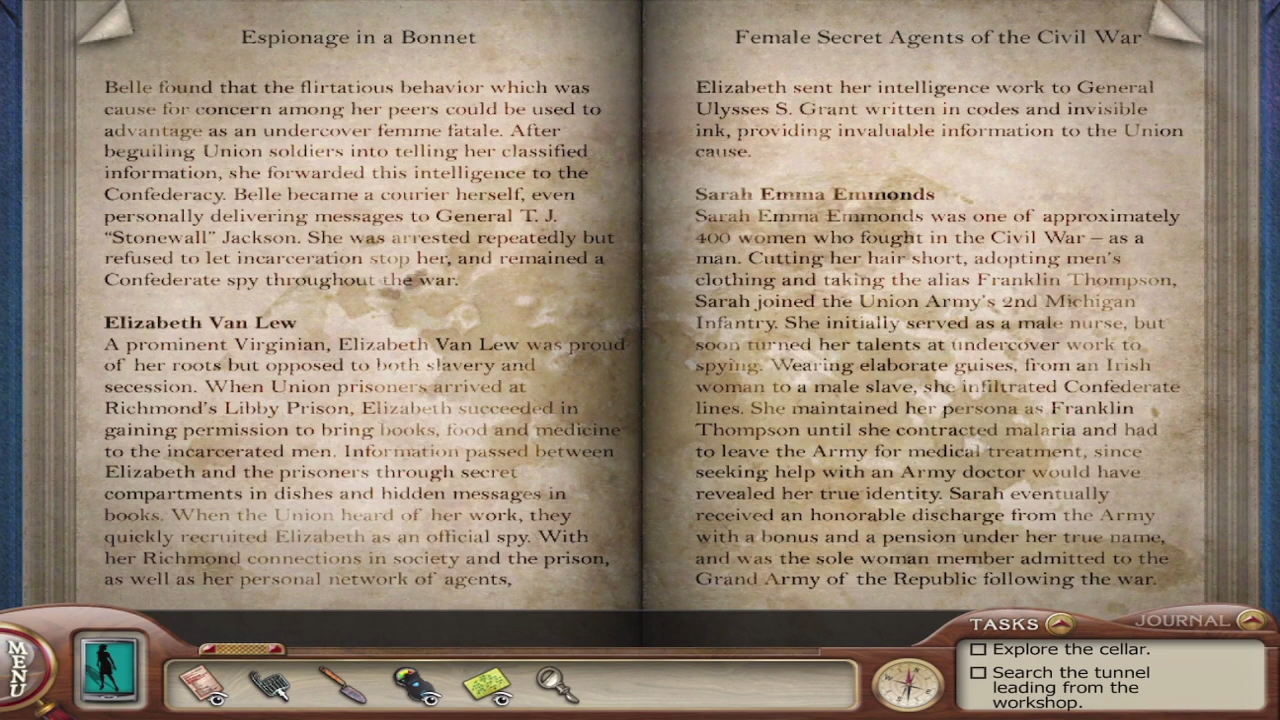 Espionage in a Bonnet
Belle found that the flirtatious behavior which was
cause for concern among her peers could be used to
advantage as an undercover femme fatale. After
beguiling Union soldiers into telling her classified
information, she forwarded this intelligence to the
Confederacy. Belle became a courier herself, even
personally delivering messages to General T. J.
“Stonewall” Jackson. She was arrested repeatedly but
refused to let incarceration stop her, and remained a
Confederate spy throughout the war.
Elizabeth Van Lew
A prominent Virginian, Elizabeth Van Lew was proud
of her roots but opposed to both slavery and
secession. When Union prisoners arrived at
Richmond's Libby Prison, Elizabeth succeeded in
gaining permission to bring books, food and medicine
to the incarcerated men. Information passed between
Elizabeth and the prisoners through secret
compartments in dishes and hidden messages in
books. When the Union heard of her work, they
quickly recruited Elizabeth as an official spy. With
her Richmond connections in society and the prison,
as well as her personal network of agents,
Female Secret Agents of the Civil War
Elizabeth sent her intelligence work to General
Ulysses S. Grant written in codes and invisible
ink, providing invaluable information to the Union
cause.
Sarah Emma Emmonds
Sarah Emma Emmonds was one of approximately
400 women who fought in the Civil War – as a
man. Cutting her hair short, adopting men's
clothing and taking the alias Franklin Thompson,
Sarah joined the Union Army's 2nd Michigan
Infantry. She initially served as a male nurse, but
soon turned her talents at undercover work to
spying. Wearing elaborate guises, from an Irish
woman to a male slave, she infiltrated Confederate
lines. She maintained her persona as Franklin
Thompson until she contracted malaria and had
to leave the Army for medical treatment, since
seeking help with an Army doctor would have
revealed her true identity. Sarah eventually
received an honorable discharge from the Army
with a bonus and a pension under her true name,
and was the sole woman member admitted to the
Grand Army of the Republic following the war.
MENU
TASKS
JOURNAL
Explore the cellar.
Search the tunnel
leading from the
workshop.